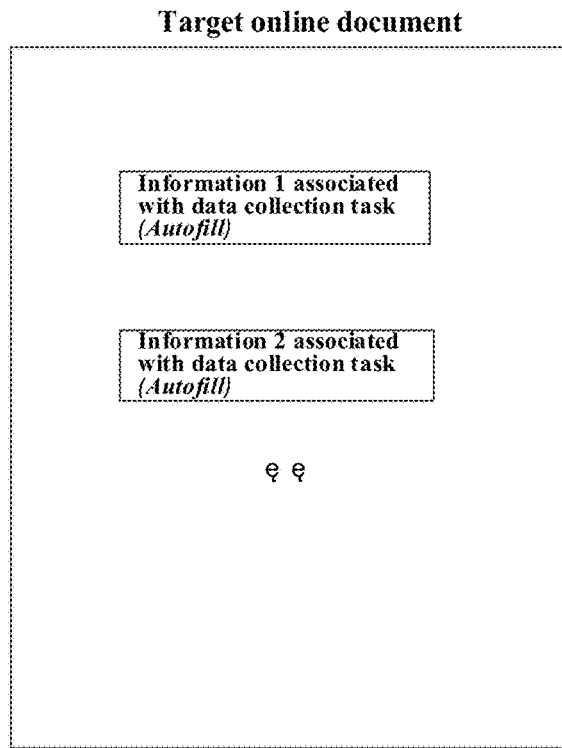 Target online document
Information 1 associated
with data collection task
(Autofill)
Information 2 associated
with data collection task
(Autofill)
ę ę